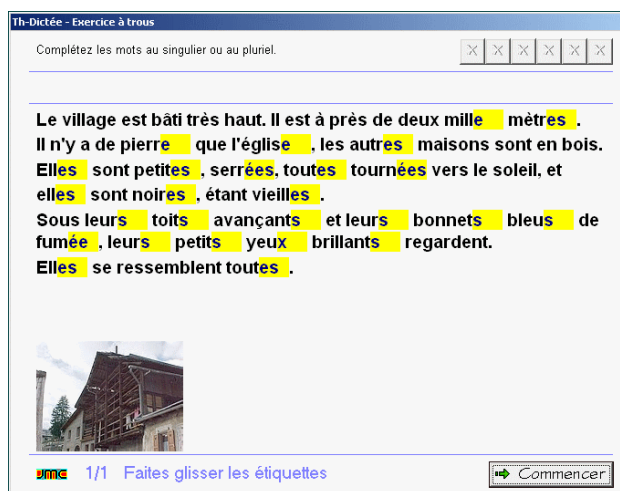 Th-Dictée - Exercice à trous
Complétez les mots au singulier ou au pluriel.
X X X X X X
Le village est bâti très haut. Il est à près de deux mille mètres .
Il n'y a de pierre que l'église , les autres maisons sont en bois.
Elles sont petites , serrées, toutes tournées vers le soleil, et
elles sont noires , étant vieilles .
Sous leurs toits avançants et leurs bonnets bleus de
fumée , leurs petits yeux brillants regardent.
Elles se ressemblent toutes .
JMC 1/1 Faites glisser les étiquettes Commencer